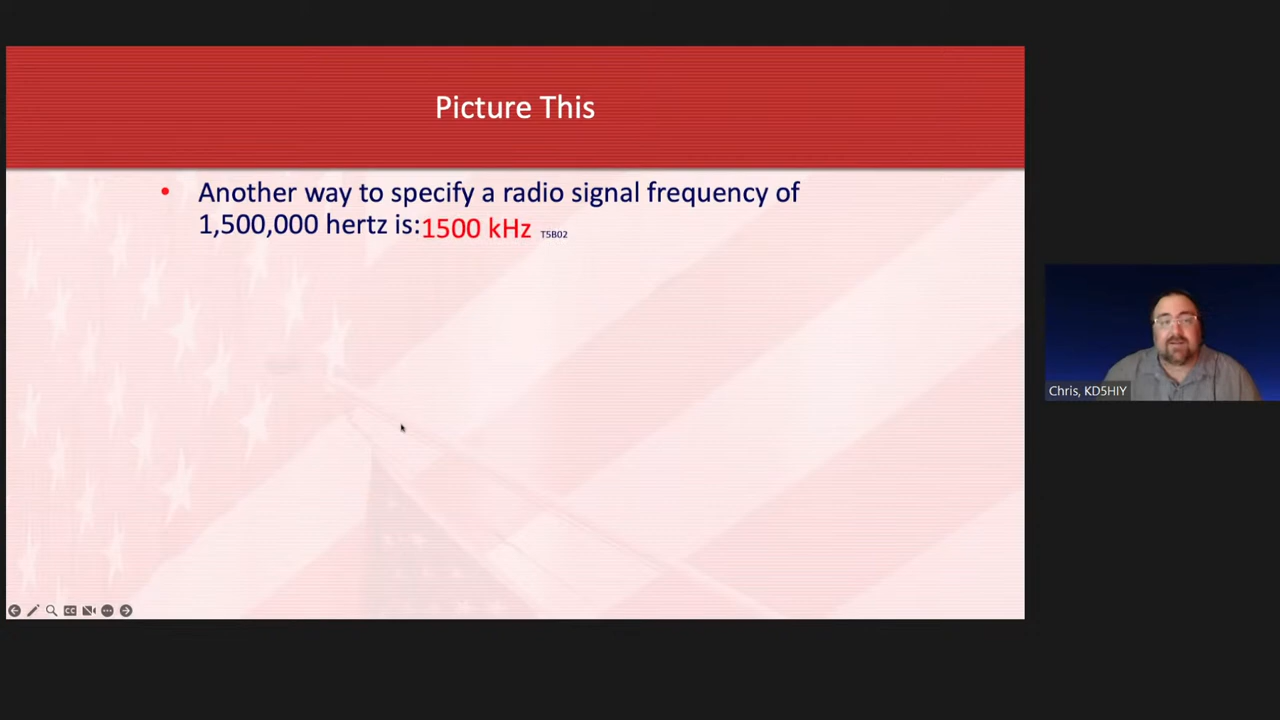 Picture This
• Another way to specify a radio signal frequency of
1,500,000 hertz is: 1500 kHz T5B02
Chris, KD5HIY
CC